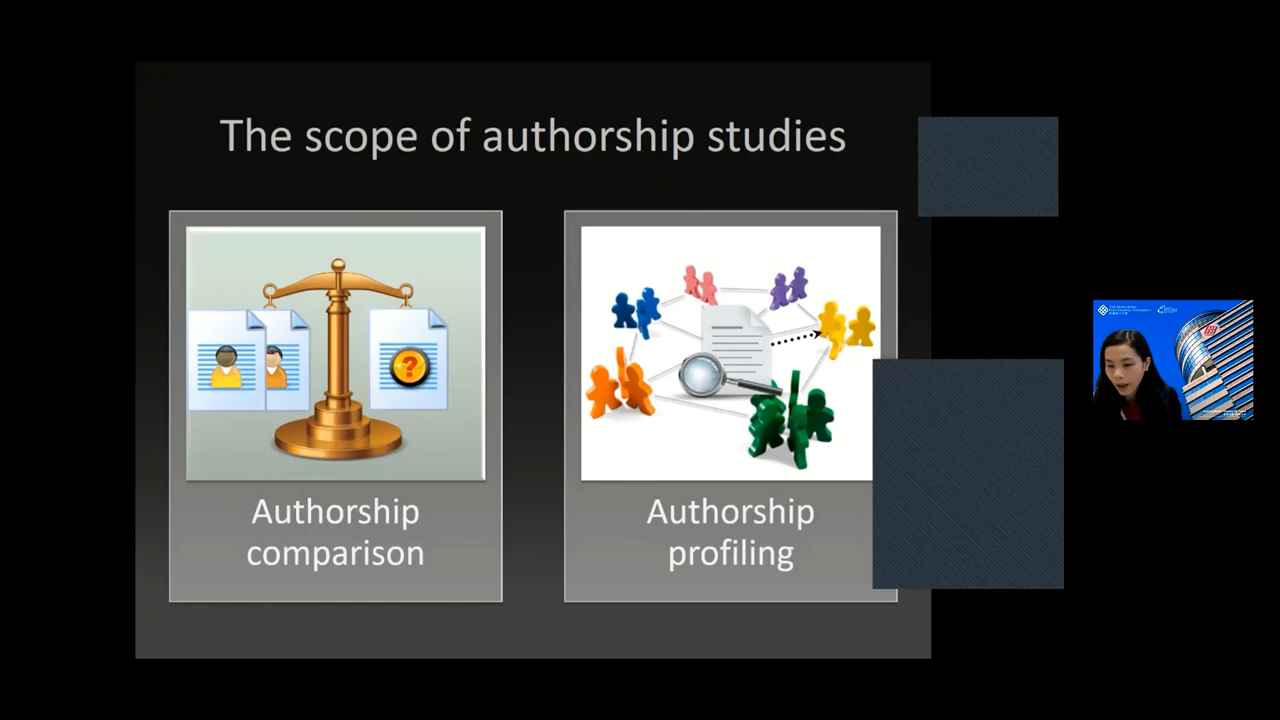 The scope of authorship studies
?
Authorship
comparison
Authorship
profiling